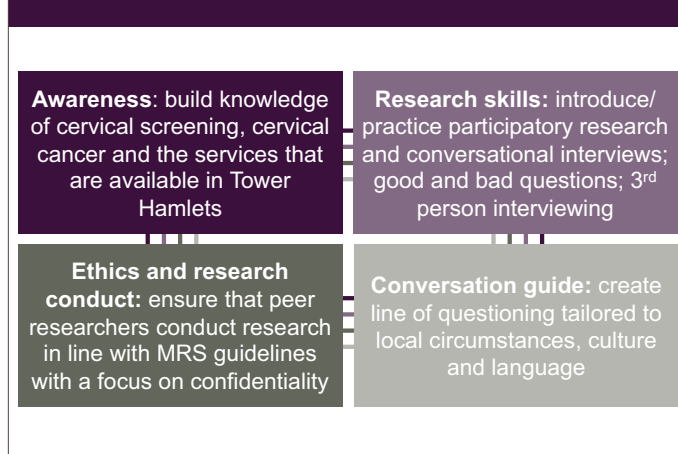 Awareness: build knowledge
of cervical screening, cervical
cancer and the services that
are available in Tower
Hamlets
Research skills: introduce/
practice participatory research
and conversational interviews;
good and bad questions; 3rd
person interviewing
Ethics and research
conduct: ensure that peer
researchers conduct research
in line with MRS guidelines
with a focus on confidentiality
Conversation guide: create
line of questioning tailored to
local circumstances, culture
and language